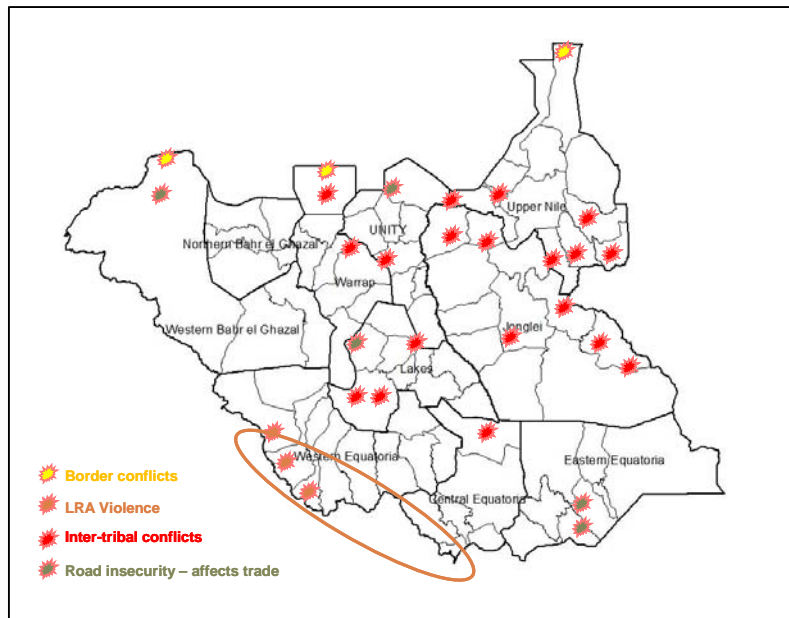 Upper Nile
UNITY
Northern Bahr el Ghazal
Warrap
Western Bahr el Ghazal
Jonglei
Lakes
Western Equatoria
Eastern Equatoria
Central Equatoria
Border conflicts
LRA Violence
Inter-tribal conflicts
Road insecurity – affects trade